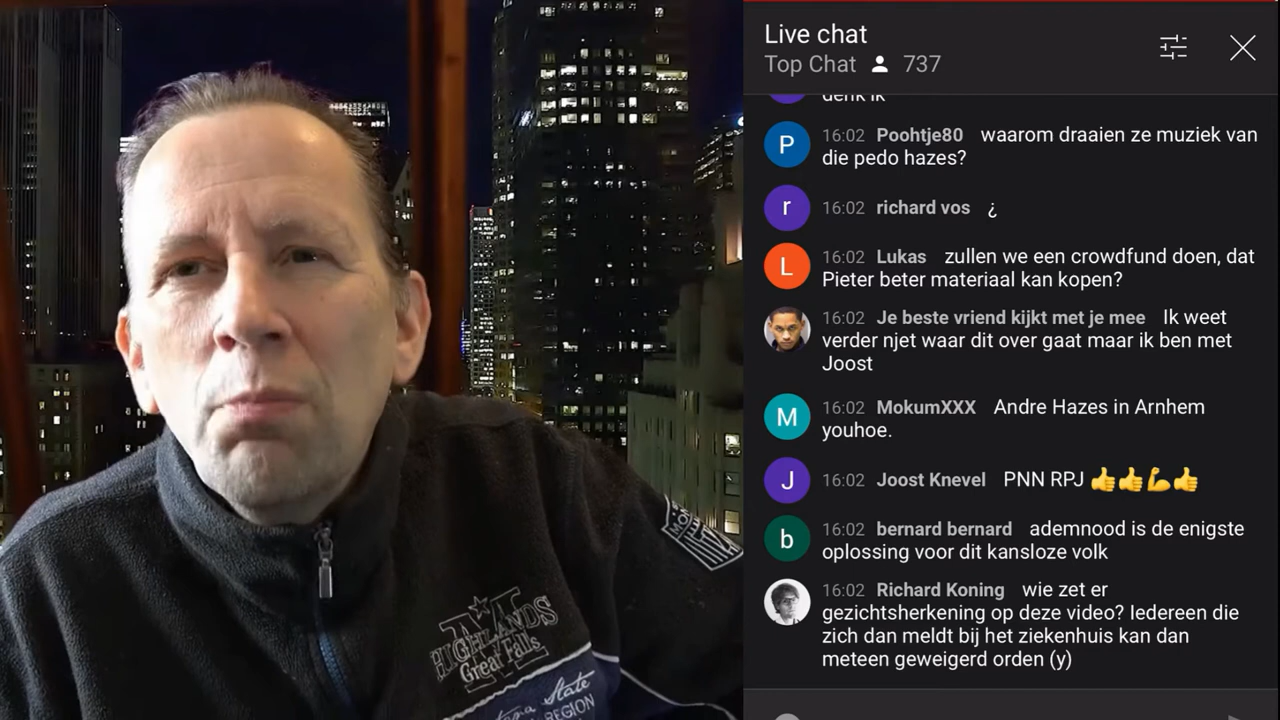 Live chat
Top Chat 737
denk ik
P 16:02 Poohtje80 waarom draaien ze muziek van
die pedo hazes?
r 16:02 richard vos ¿
L 16:02 Lukas zullen we een crowdfund doen, dat
Pieter beter materiaal kan kopen?
16:02 Je beste vriend kijkt met je mee Ik weet
verder njet waar dit over gaat maar ik ben met
Joost
M 16:02 MokumXXX Andre Hazes in Arnhem
youhoe.
J 16:02 Joost Knevel PNN RPJ 👍👍💪👍
b 16:02 bernard bernard ademnood is de enigste
oplossing voor dit kansloze volk
16:02 Richard Koning wie zet er
gezichtsherkening op deze video? Iedereen die
zich dan meldt bij het ziekenhuis kan dan
meteen geweigerd orden (y)
HIGHLANDS
Great Falls
State
REGION